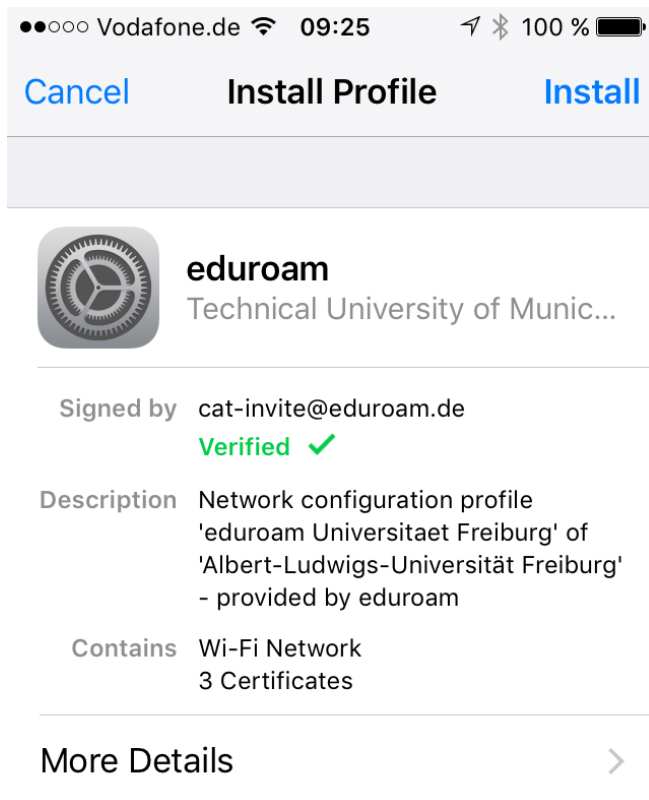 Vodafone.de 09:25 100 %
Cancel Install Profile Install
eduroam
Technical University of Munic...
Signed by cat-invite@eduroam.de
Verified
Description Network configuration profile
'eduroam Universitaet Freiburg' of
'Albert-Ludwigs-Universität Freiburg'
- provided by eduroam
Contains Wi-Fi Network
3 Certificates
More Details